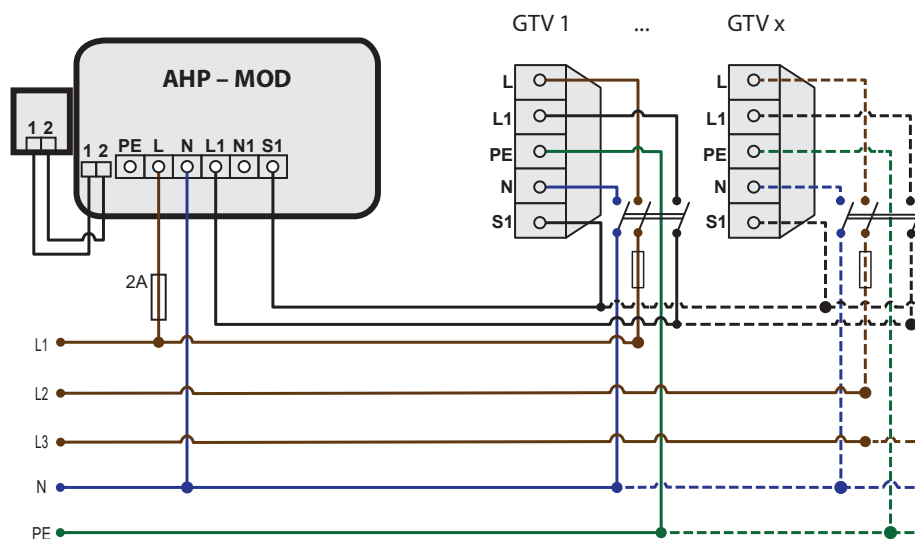 GTV 1 ... GTV x
AHP – MOD
1 2
1 2
PE L N L1 N1 S1
L
L1
PE
N
S1
L
L1
PE
N
S1
2A
L1
L2
L3
N
PE